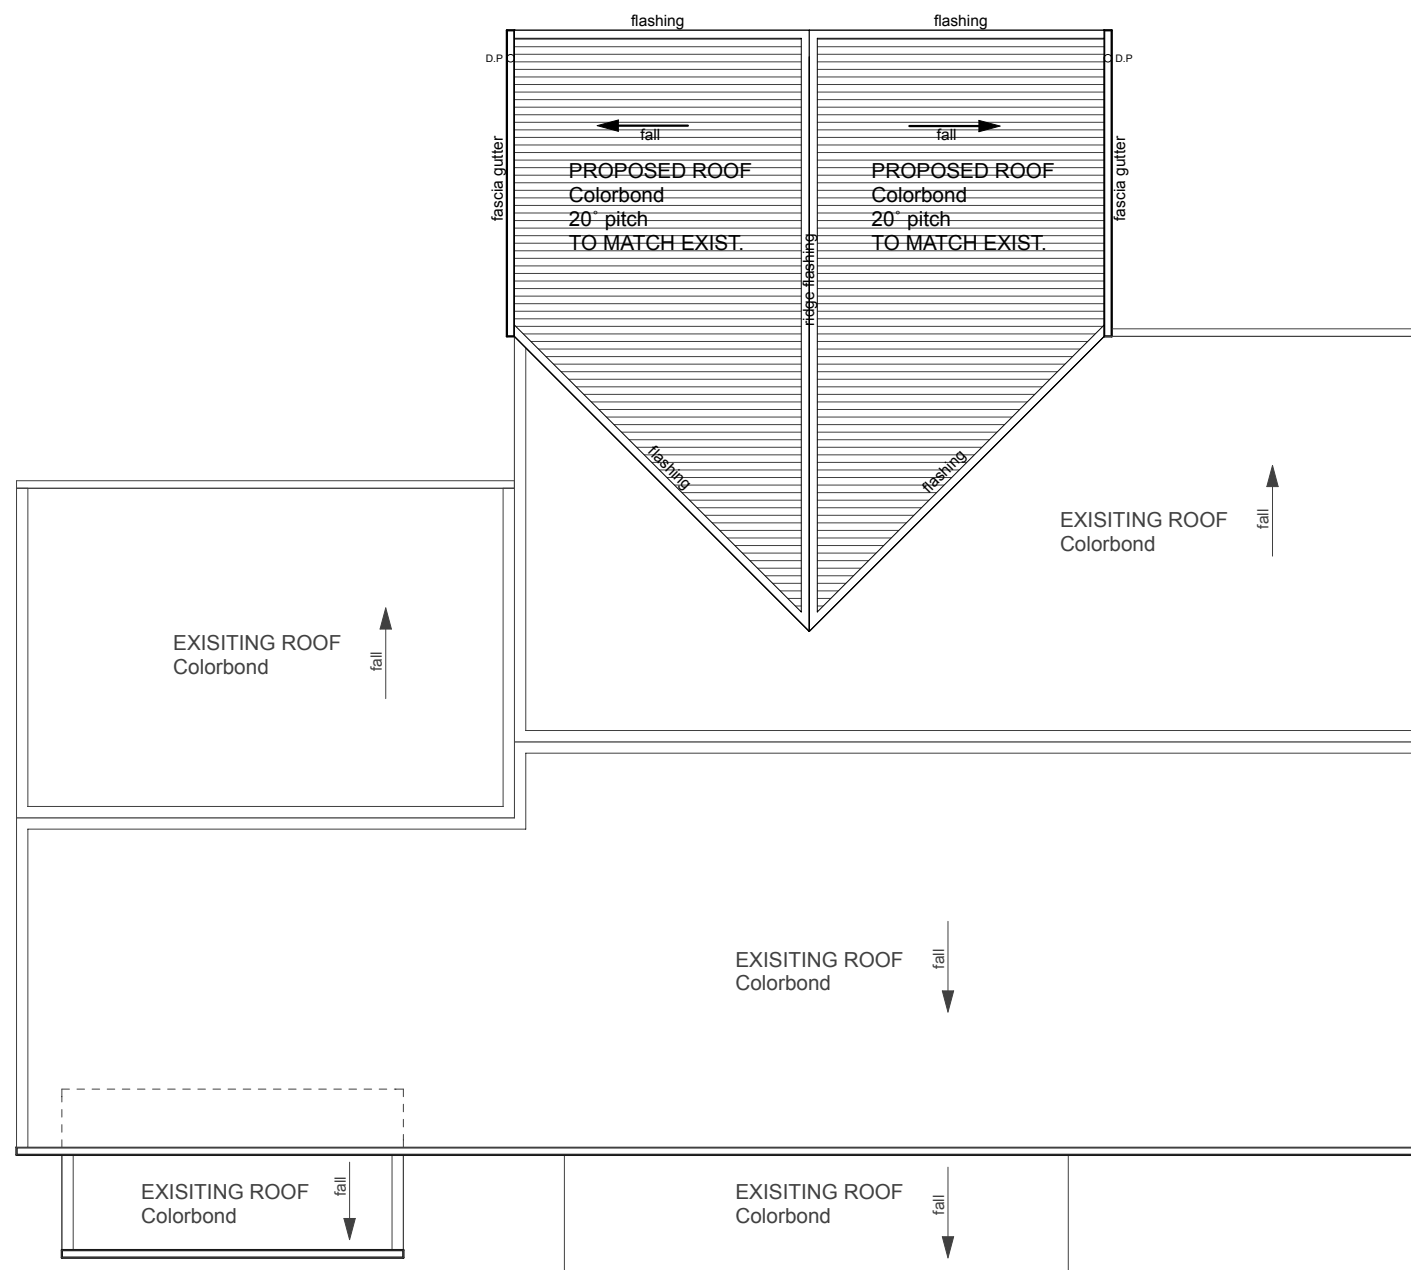 flashing
flashing
D.P
D.P
fall
fall
fascia gutter
PROPOSED ROOF
Colorbond
20˚ pitch
TO MATCH EXIST.
PROPOSED ROOF
Colorbond
20˚ pitch
TO MATCH EXIST.
fascia gutter
ridge flashing
flashing
flashing
EXISITING ROOF
Colorbond
fall
EXISITING ROOF
Colorbond
fall
EXISITING ROOF
Colorbond
fall
EXISITING ROOF
Colorbond
fall
EXISITING ROOF
Colorbond
fall